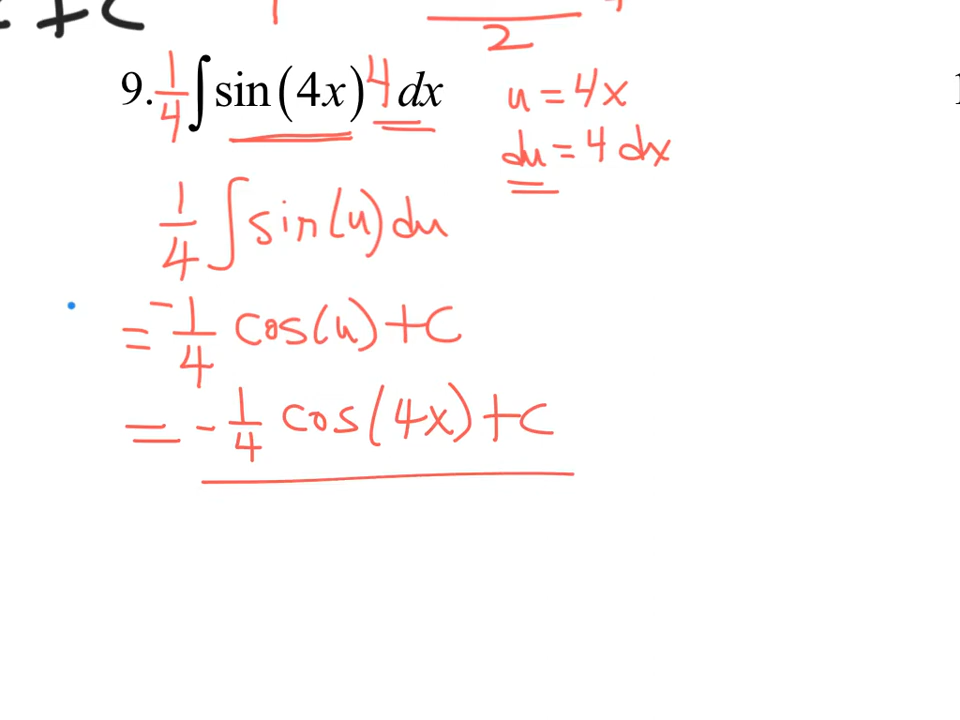 +C
2
9. 1/4 ∫ sin(4x) 4 dx
u = 4x
du = 4 dx
1/4 ∫ sin(u) du
= -1/4 cos(u) + C
= -1/4 cos(4x) + C